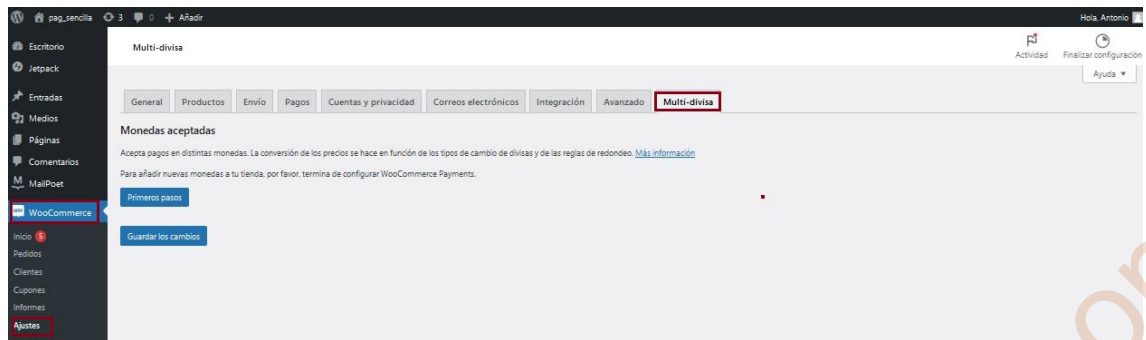 pag_sencilla 3 0 + Añadir Hola, Antonio
Escritorio
Jetpack
Entradas
Medios
Páginas
Comentarios
MailPoet
WooCommerce
Inicio 5
Pedidos
Clientes
Cupones
Informes
Ajustes
Multi-divisa
Actividad Finalizar configuración
Ayuda
General Productos Envío Pagos Cuentas y privacidad Correos electrónicos Integración Avanzado Multi-divisa
Monedas aceptadas
Acepta pagos en distintas monedas. La conversión de los precios se hace en función de los tipos de cambio de divisas y de las reglas de redondeo. Más información
Para añadir nuevas monedas a tu tienda, por favor, termina de configurar WooCommerce Payments.
Primeros pasos
Guardar los cambios